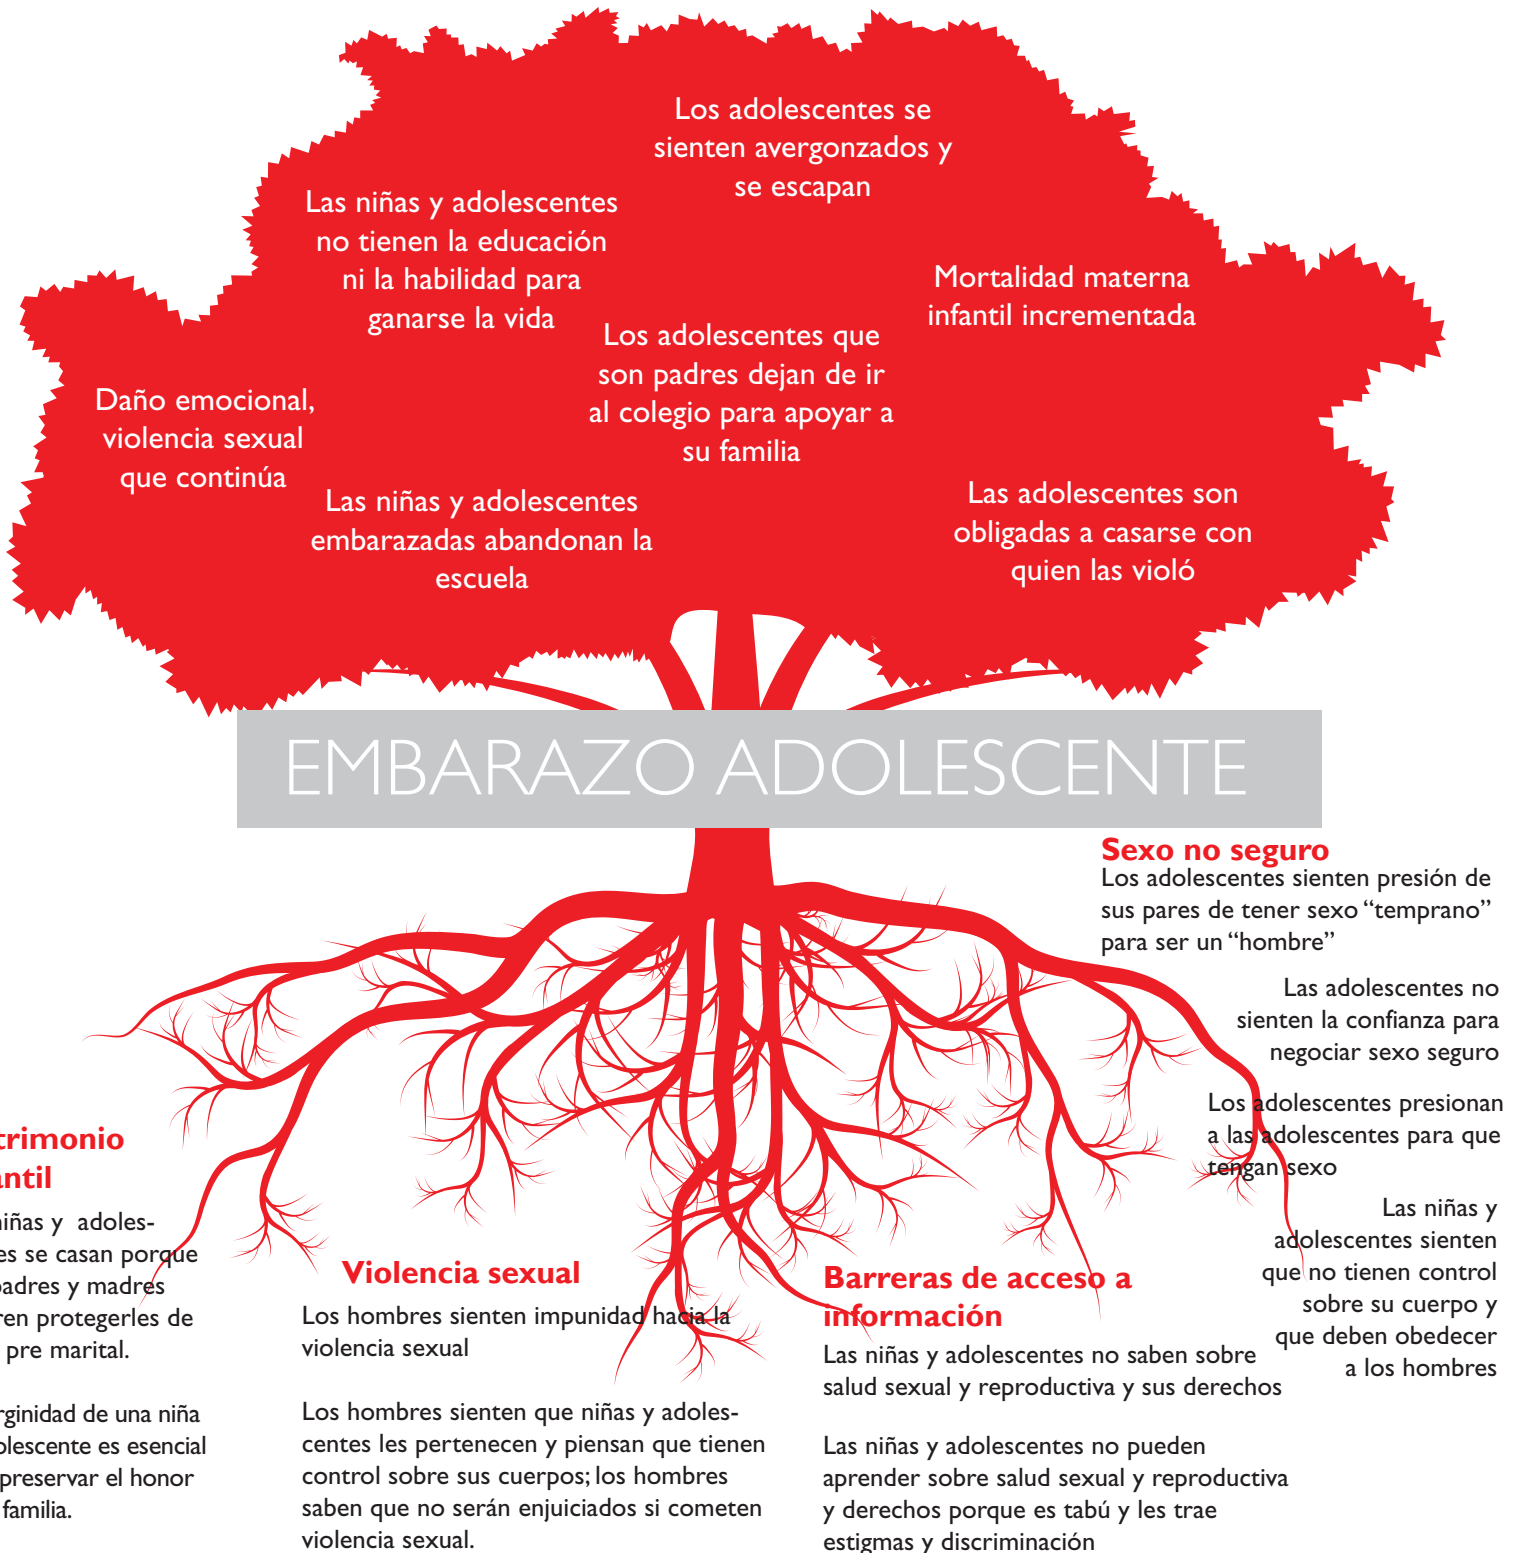 Los adolescentes se
sienten avergonzados y
se escapan
Las niñas y adolescentes
no tienen la educación
ni la habilidad para
ganarse la vida
Mortalidad materna
infantil incrementada
Los adolescentes que
son padres dejan de ir
al colegio para apoyar a
su familia
Daño emocional,
violencia sexual
que continúa
Las niñas y adolescentes
embarazadas abandonan la
escuela
Las adolescentes son
obligadas a casarse con
quien las violó
EMBARAZO ADOLESCENTE
Sexo no seguro
Los adolescentes sienten presión de
sus pares de tener sexo “temprano”
para ser un “hombre”
Las adolescentes no
sienten la confianza para
negociar sexo seguro
Los adolescentes presionan
a las adolescentes para que
tengan sexo
Las niñas y
adolescentes sienten
que no tienen control
sobre su cuerpo y
que deben obedecer
a los hombres
trimonio
antil
niñas y adoles-
es se casan porque
padres y madres
ren protegerles de
pre marital.
rginidad de una niña
olescente es esencial
preservar el honor
familia.
Violencia sexual
Los hombres sienten impunidad hacia la
violencia sexual
Los hombres sienten que niñas y adoles-
centes les pertenecen y piensan que tienen
control sobre sus cuerpos; los hombres
saben que no serán enjuiciados si cometen
violencia sexual.
Barreras de acceso a
información
Las niñas y adolescentes no saben sobre
salud sexual y reproductiva y sus derechos
Las niñas y adolescentes no pueden
aprender sobre salud sexual y reproductiva
y derechos porque es tabú y les trae
estigmas y discriminación